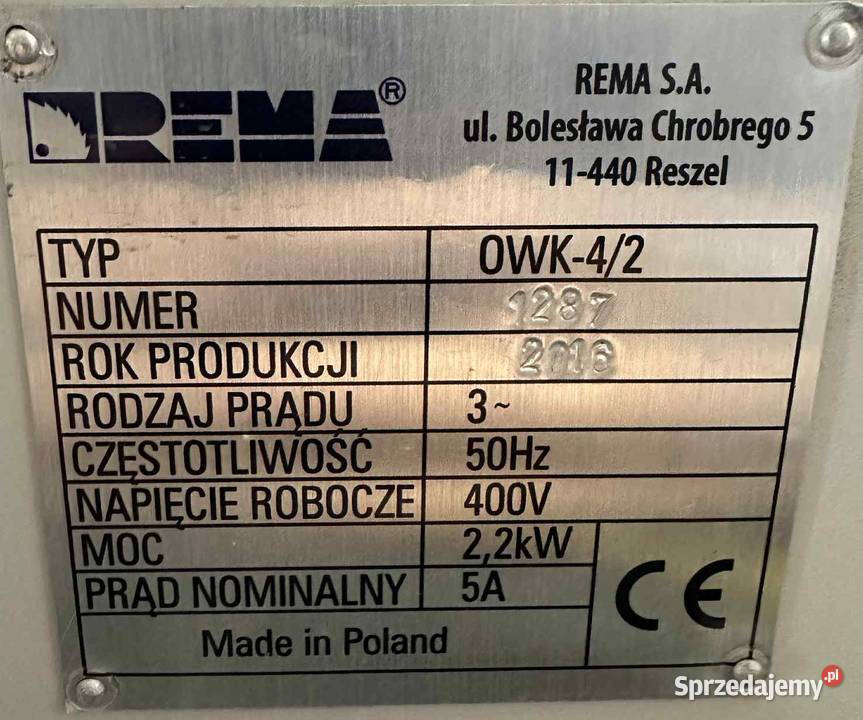 REMA®
REMA S.A.
ul. Bolesława Chrobrego 5
11-440 Reszel
TYP OWK-4/2
NUMER 1287
ROK PRODUKCJI 2016
RODZAJ PRĄDU 3~
CZĘSTOTLIWOŚĆ 50Hz
NAPIĘCIE ROBOCZE 400V
MOC 2,2kW
PRĄD NOMINALNY 5A
CE
Made in Poland
Sprzedajemy.pl